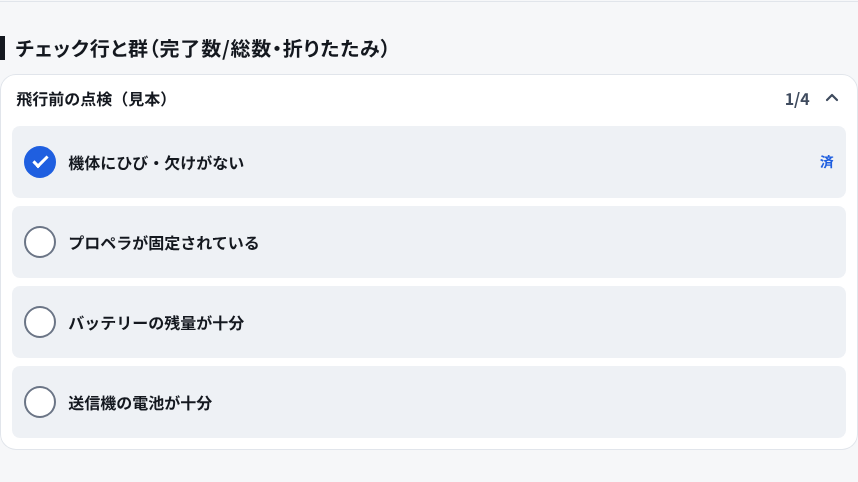 チェック行と群（完了数/総数・折りたたみ）
飛行前の点検（見本）
1/4
機体にひび・欠けがない
済
プロペラが固定されている
バッテリーの残量が十分
送信機の電池が十分